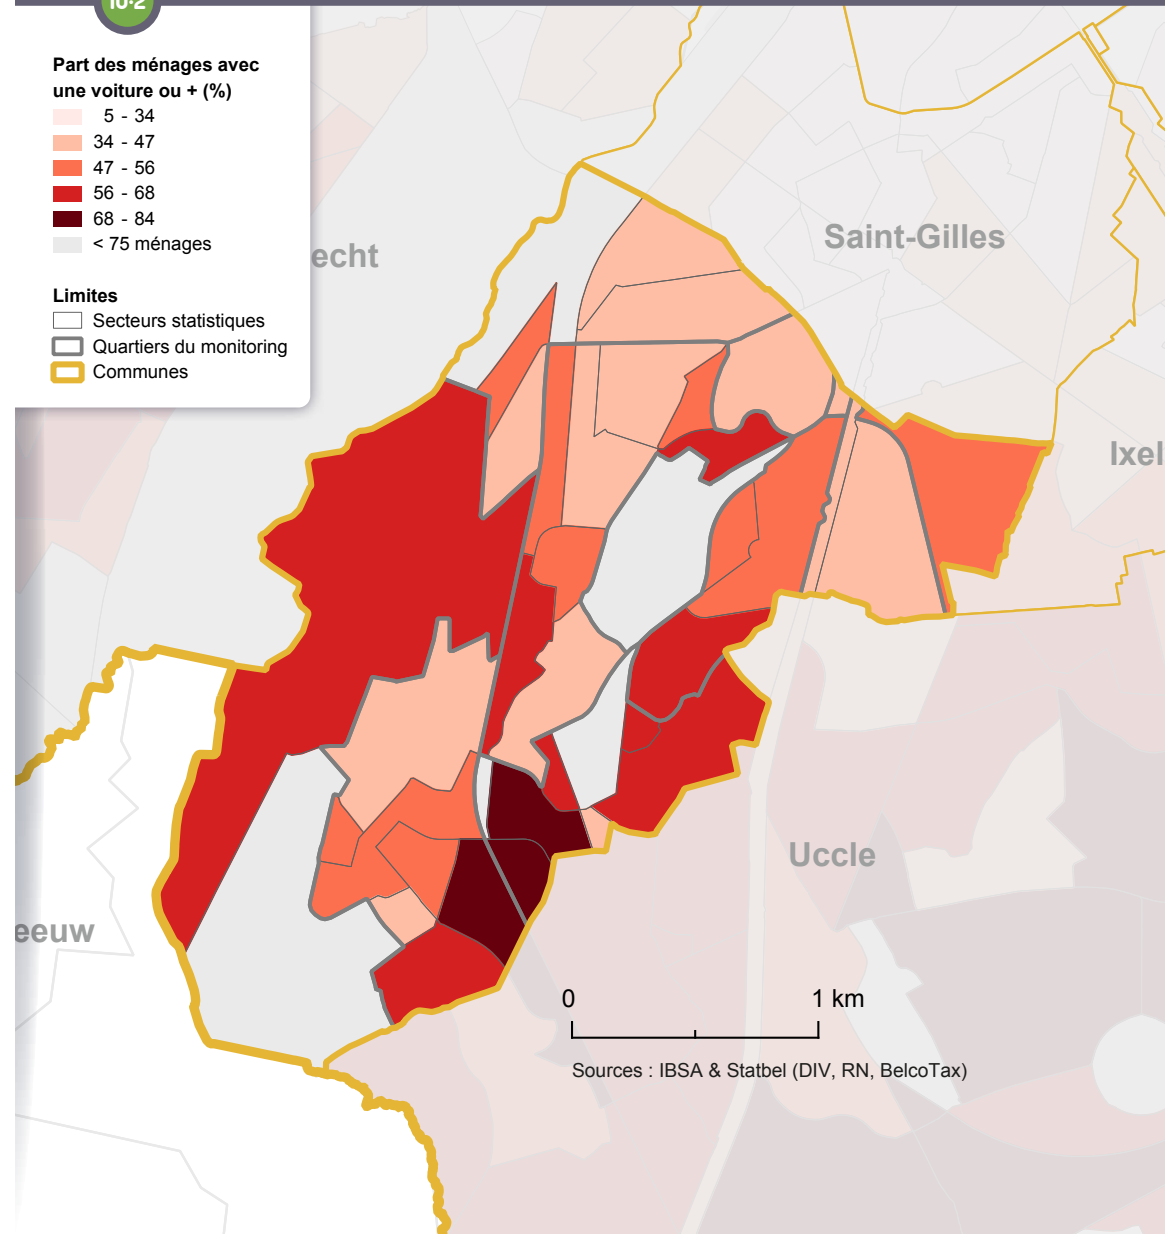 10·2
Part des ménages avec
une voiture ou + (%)
5 - 34
34 - 47
47 - 56
56 - 68
68 - 84
< 75 ménages
Limites
Secteurs statistiques
Quartiers du monitoring
Communes
echt
Saint-Gilles
Ixel
Uccle
eeuw
0
1 km
Sources : IBSA & Statbel (DIV, RN, BelcoTax)